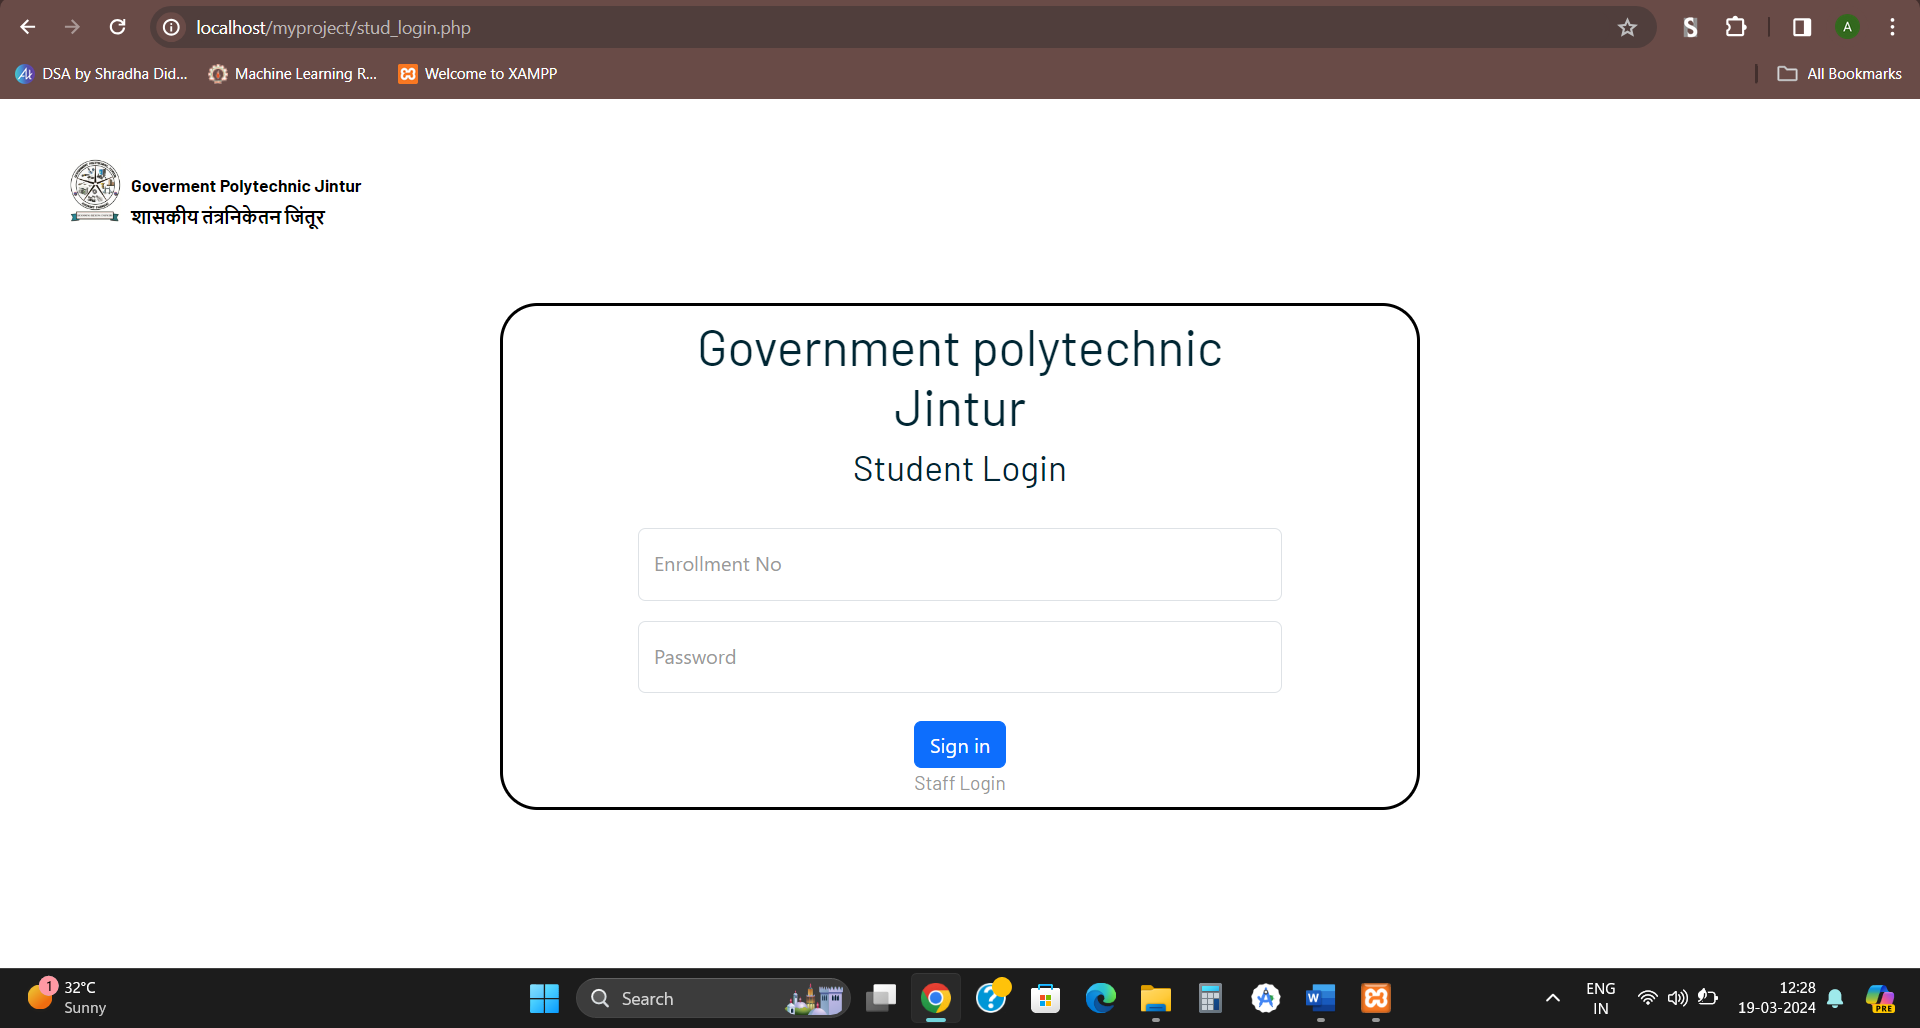 localhost/myproject/stud_login.php
A
DSA by Shradha Did...
Machine Learning R...
Welcome to XAMPP
All Bookmarks
Goverment Polytechnic Jintur
शासकीय तंत्रनिकेतन जिंतूर
Government polytechnic
Jintur
Student Login
Enrollment No
Password
Sign in
Staff Login
1
32°C
Sunny
Search
ENG
IN
12:28
19-03-2024
PRE